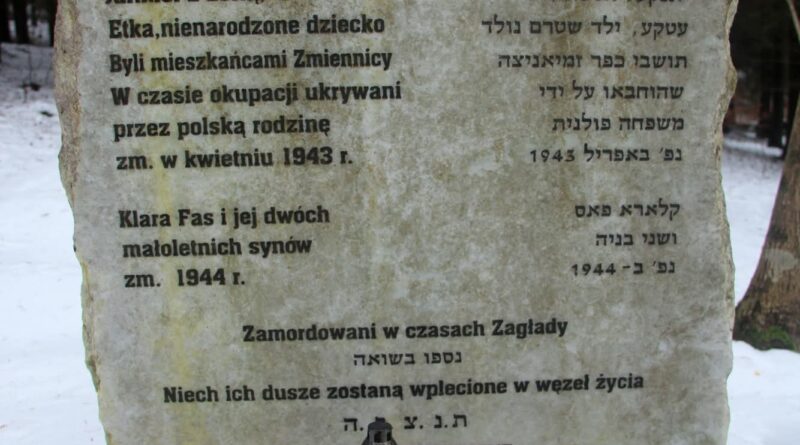 Etka,nienarodzone dziecko
עטקע, ילד שטרם נולד
Byli mieszkańcami Zmiennicy
תושבי כפר זמיאניצה
W czasie okupacji ukrywani
שהוחבאו על ידי
przez polską rodzinę
משפחה פולנית
zm. w kwietniu 1943 r.
נפ' באפריל 1943
Klara Fas i jej dwóch
קלארא פאס
małoletnich synów
ושני בניה
zm. 1944 r.
נפ' ב- 1944
Zamordowani w czasach Zagłady
נספו בשואה
Niech ich dusze zostaną wplecione w węzeł życia
ת.נ.צ. .ה